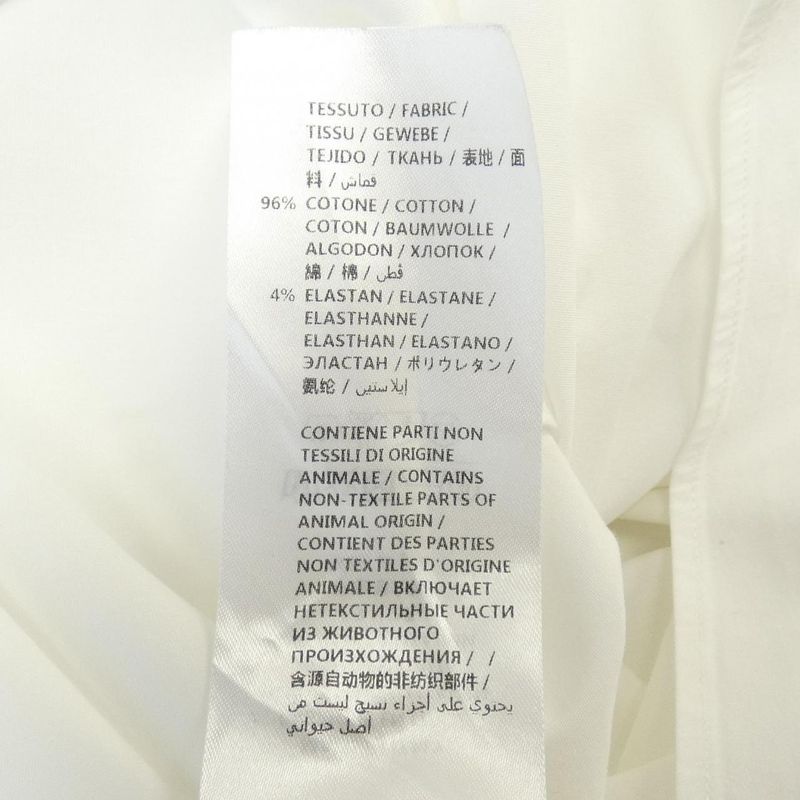 TESSUTO / FABRIC /
TISSU / GEWEBE /
TEJIDO / ТКАНЬ / 表地 / 面
料 / قماش
96% COTONE / COTTON /
COTON / BAUMWOLLE /
ALGODON / ХЛОПОК /
綿 / 棉 / قطن
4% ELASTAN / ELASTANE /
ELASTHANNE /
ELASTHAN / ELASTANO /
ЭЛАСТАН / ポリウレタン /
氨纶 / إيلاستين
CONTIENE PARTI NON
TESSILI DI ORIGINE
ANIMALE / CONTAINS
NON-TEXTILE PARTS OF
ANIMAL ORIGIN /
CONTIENT DES PARTIES
NON TEXTILES D'ORIGINE
ANIMALE / ВКЛЮЧАЕТ
НЕТЕКСТИЛЬНЫЕ ЧАСТИ
ИЗ ЖИВОТНОГО
ПРОИЗХОЖДЕНИЯ / /
含源自动物的非纺织部件 /
يحتوي على أجزاء نسيج ليست من
أصل حيواني